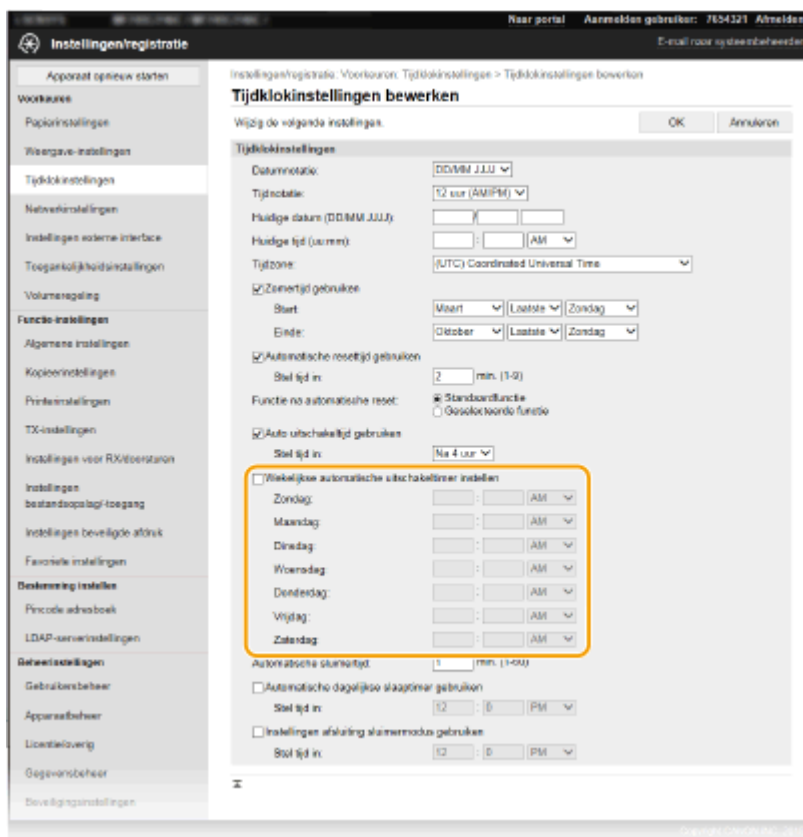 Naar portal Aanmelden gebruiker: 7654321 Afmelden
Instellingen/registratie
E-mail naar systeembeheerder
Apparaat opnieuw starten
Voorkeuren
Papierinstellingen
Weergave-instellingen
Tijdklokinstellingen
Netwerkinstellingen
Instellingen externe interface
Toegankelijkheidsinstellingen
Volumeregeling
Functie-instellingen
Algemene instellingen
Kopieerinstellingen
Printerinstellingen
TX-instellingen
Instellingen voor RX/doorsturen
Instellingen
bestandsopslag/-toegang
Instellingen beveiligde afdruk
Favoriete instellingen
Bestemming instellen
Pincode adresboek
LDAP-serverinstellingen
Beheerinstellingen
Gebruikersbeheer
Apparaatbeheer
Licentie/overig
Gegevensbeheer
Beveiligingsinstellingen
Instellingen/registratie: Voorkeuren: Tijdklokinstellingen > Tijdklokinstellingen bewerken
Tijdklokinstellingen bewerken
Wijzig de volgende instellingen.
OK Annuleren
Tijdklokinstellingen
Datumnotatie: DD/MM JJJJ
Tijdnotatie: 12 uur (AM/PM)
Huidige datum (DD/MM JJJJ): /
Huidige tijd (uu:mm): : AM
Tijdzone: (UTC) Coordinated Universal Time
Zomertijd gebruiken
Start: Maart Laatste Zondag
Einde: Oktober Laatste Zondag
Automatische resettijd gebruiken
Stel tijd in: 2 min. (1-9)
Functie na automatische reset: Standaardfunctie
Geselecteerde functie
Auto uitschakeltijd gebruiken
Stel tijd in: Na 4 uur
Wekelijkse automatische uitschakeltimer instellen
Zondag: : AM
Maandag: : AM
Dinsdag: : AM
Woensdag: : AM
Donderdag: : AM
Vrijdag: : AM
Zaterdag: : AM
Automatische sluimertijd: 1 min. (1-60)
Automatische dagelijkse slaaptimer gebruiken
Stel tijd in: 12 : 0 PM
Instellingen afsluiting sluimermodus gebruiken
Stel tijd in: 12 : 0 PM